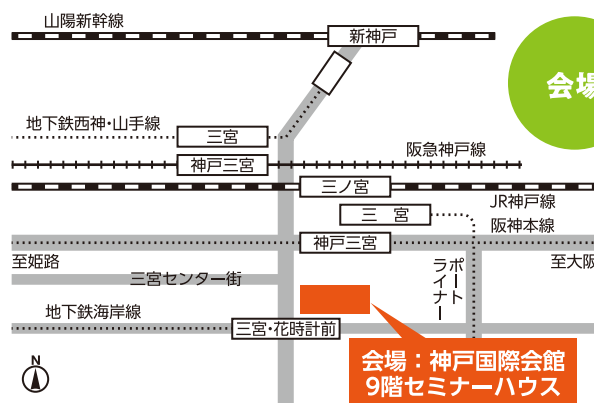 山陽新幹線
新神戸
会場
地下鉄西神・山手線
三宮
阪急神戸線
神戸三宮
三ノ宮
JR神戸線
三 宮
阪神本線
神戸三宮
至姫路
至大阪
ポートライナー
三宮センター街
地下鉄海岸線
三宮・花時計前
会場：神戸国際会館
9階セミナーハウス
N